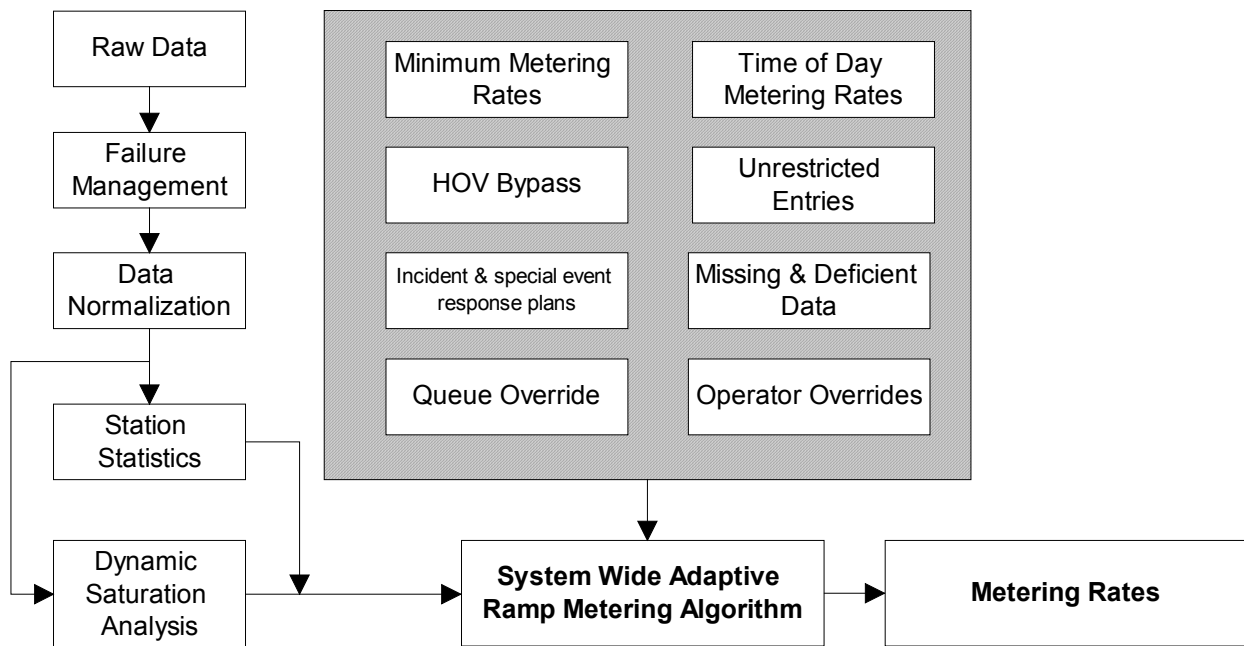 Raw Data
Failure
Management
Data
Normalization
Station
Statistics
Dynamic
Saturation
Analysis
Minimum Metering
Rates
Time of Day
Metering Rates
HOV Bypass
Unrestricted
Entries
Incident & special event
response plans
Missing & Deficient
Data
Queue Override
Operator Overrides
System Wide Adaptive
Ramp Metering Algorithm
Metering Rates